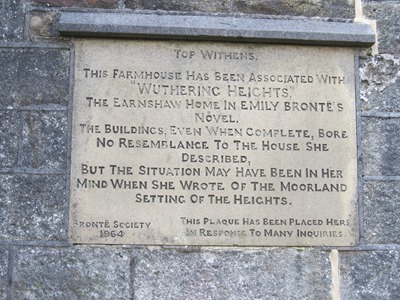 Top Withens.
This Farmhouse Has Been Associated With
"Wuthering Heights,"
The Earnshaw Home In Emily Brontë's
Novel.
The Buildings, Even When Complete, Bore
No Resemblance To The House She
Described,
But The Situation May Have Been In Her
Mind When She Wrote Of The Moorland
Setting Of The Heights.
Brontë Society
1964
This Plaque Has Been Placed Here
In Response To Many Inquiries.